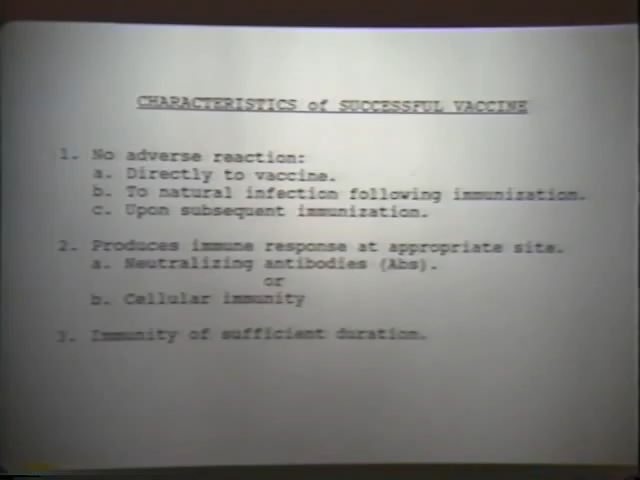 CHARACTERISTICS of SUCCESSFUL VACCINE
1. No adverse reaction:
a. Directly to vaccine.
b. To natural infection following immunization.
c. Upon subsequent immunization.
2. Produces immune response at appropriate site.
a. Neutralizing antibodies (Abs).
or
b. Cellular immunity
3. Immunity of sufficient duration.